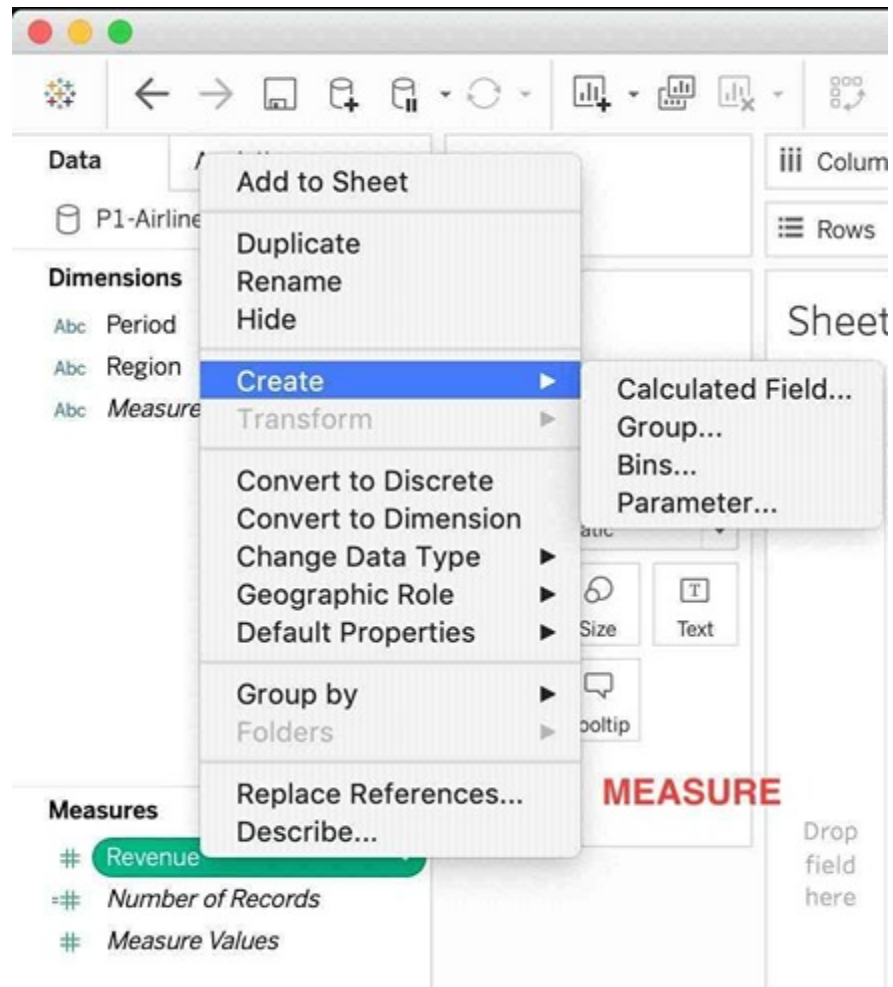 Data
P1-Airline
Dimensions
Abc Period
Abc Region
Abc Measure
Measures
Revenue
Number of Records
Measure Values
Add to Sheet
Duplicate
Rename
Hide
Create
Transform
Convert to Discrete
Convert to Dimension
Change Data Type
Geographic Role
Default Properties
Group by
Folders
Replace References...
Describe...
Calculated Field...
Group...
Bins...
Parameter...
Size
Text
MEASURE
Colum
Rows
Sheet
Drop
field
here